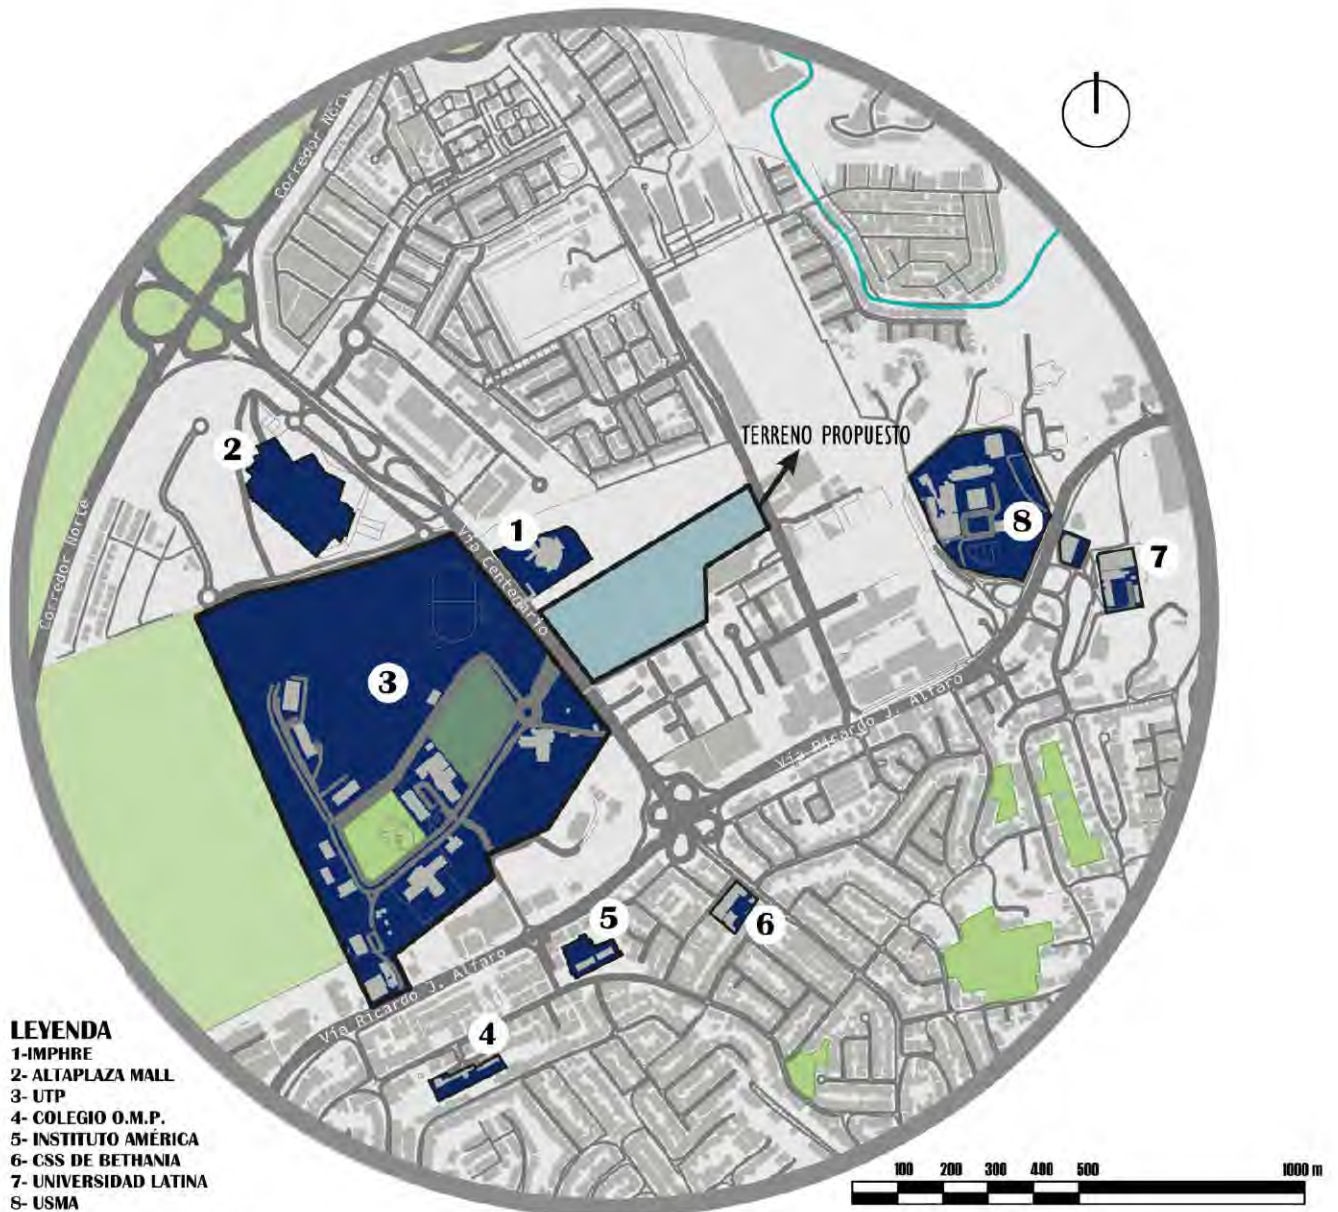 Corredor Norte
2
TERRENO PROPUESTO
1
8
7
Vía Centenario
Corredor Norte
3
Vía Ricardo J. Alfaro
5
6
Vía Ricardo J. Alfaro
4
LEYENDA
1-IMPHRE
2- ALTAPLAZA MALL
3- UTP
4- COLEGIO O.M.P.
5- INSTITUTO AMÉRICA
6- CSS DE BETHANIA
7- UNIVERSIDAD LATINA
8- USMA
100 200 300 400 500 1000 m